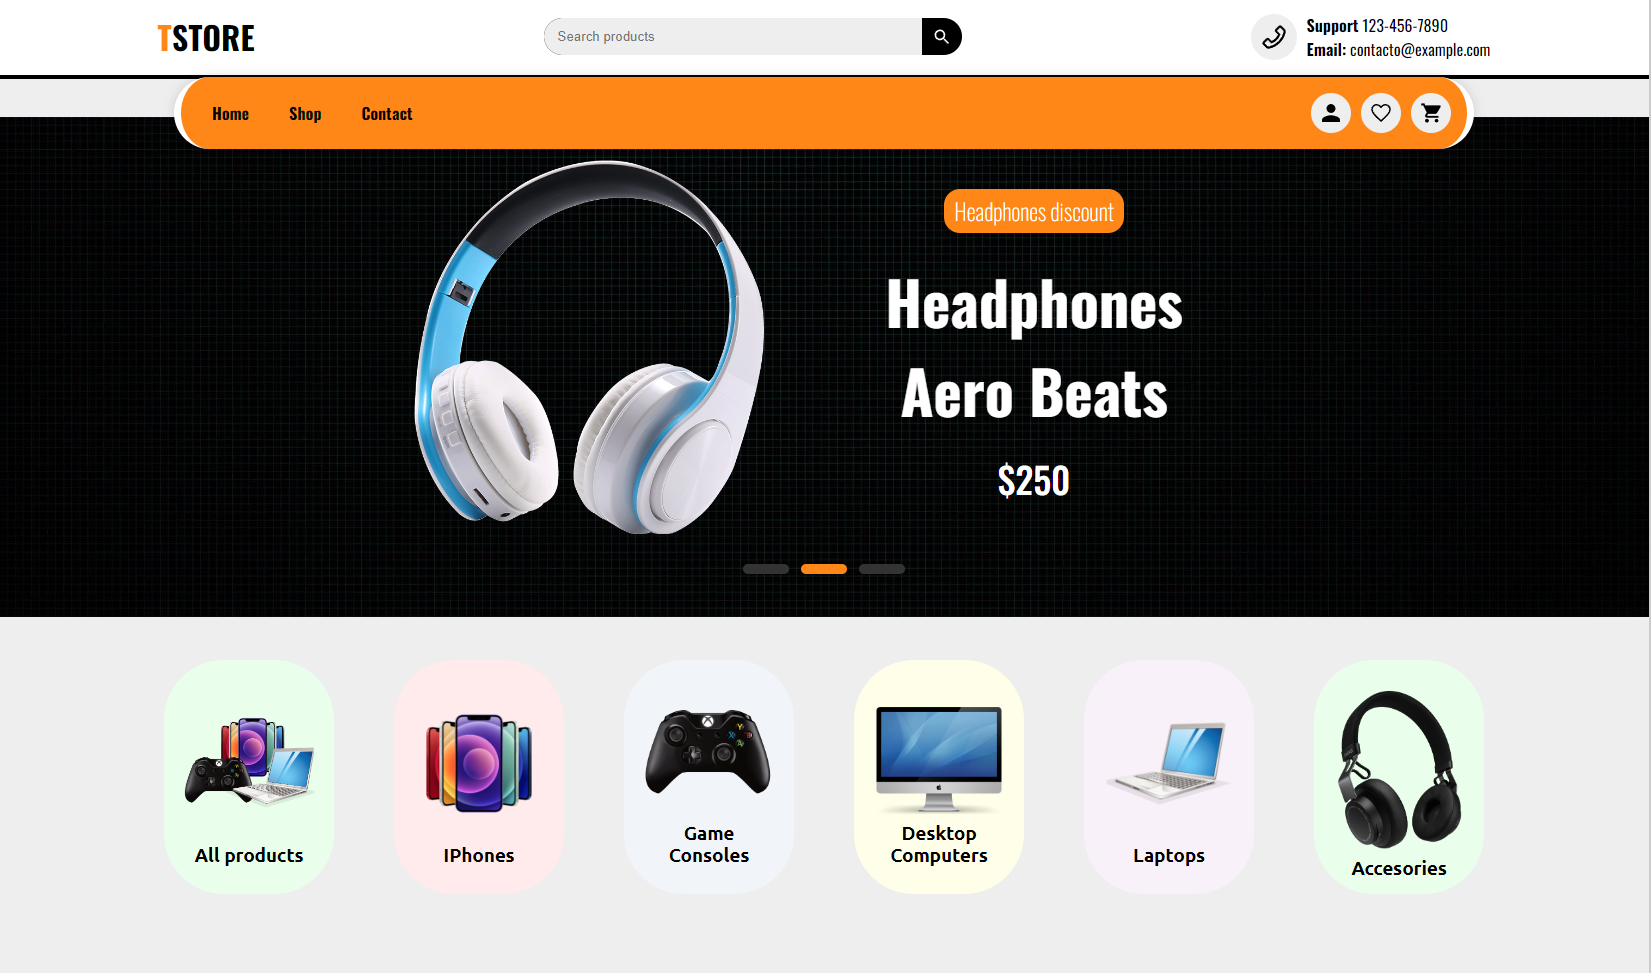 TSTORE
Search products
Support 123-456-7890
Email: contacto@example.com
Home
Shop
Contact
Headphones discount
Headphones
Aero Beats
$250
All products
IPhones
Game
Consoles
Desktop
Computers
Laptops
Accesories